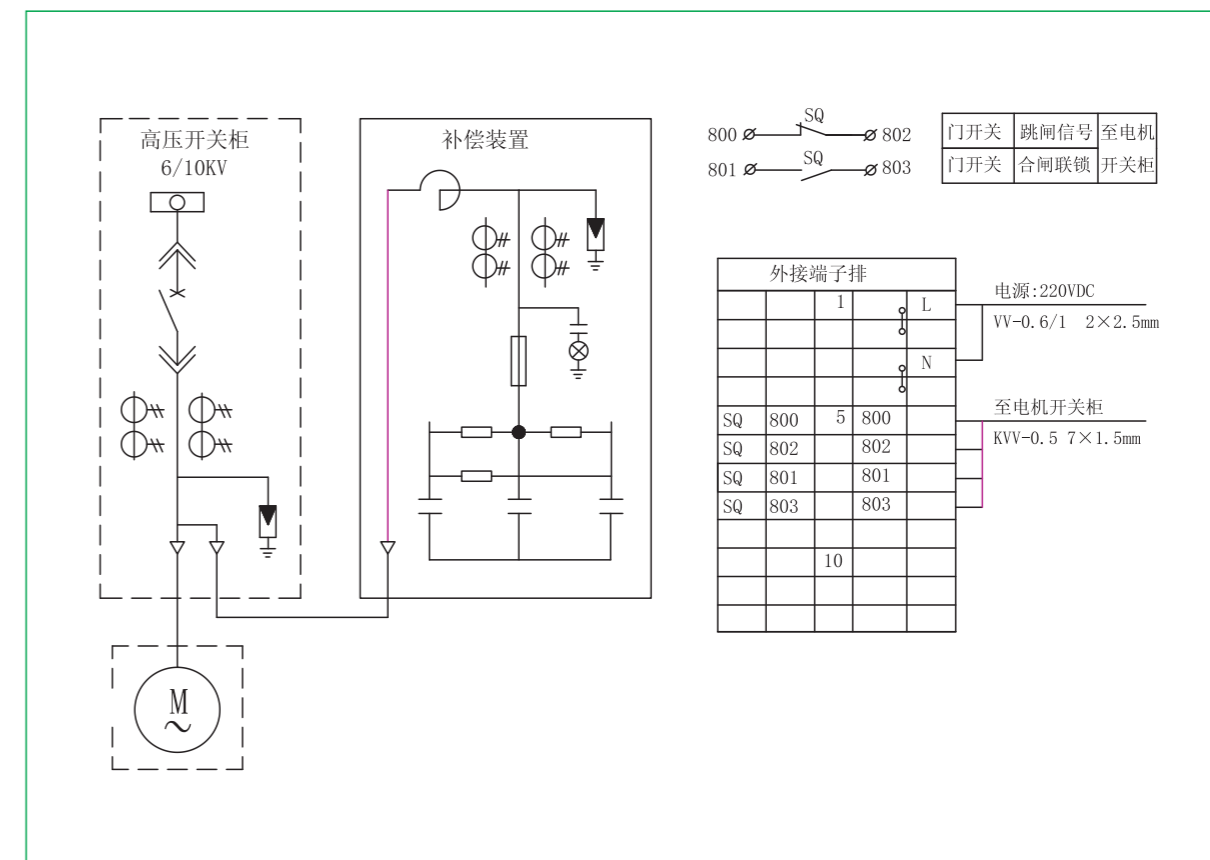 高压开关柜
6/10KV
补偿装置
M
~
SQ
800 802
SQ
801 803
门开关 跳闸信号 至电机
门开关 合闸联锁 开关柜
外接端子排
1 L
N
SQ 800 5 800
SQ 802 802
SQ 801 801
SQ 803 803
10
电源:220VDC
VV-0.6/1 2×2.5mm
至电机开关柜
KVV-0.5 7×1.5mm